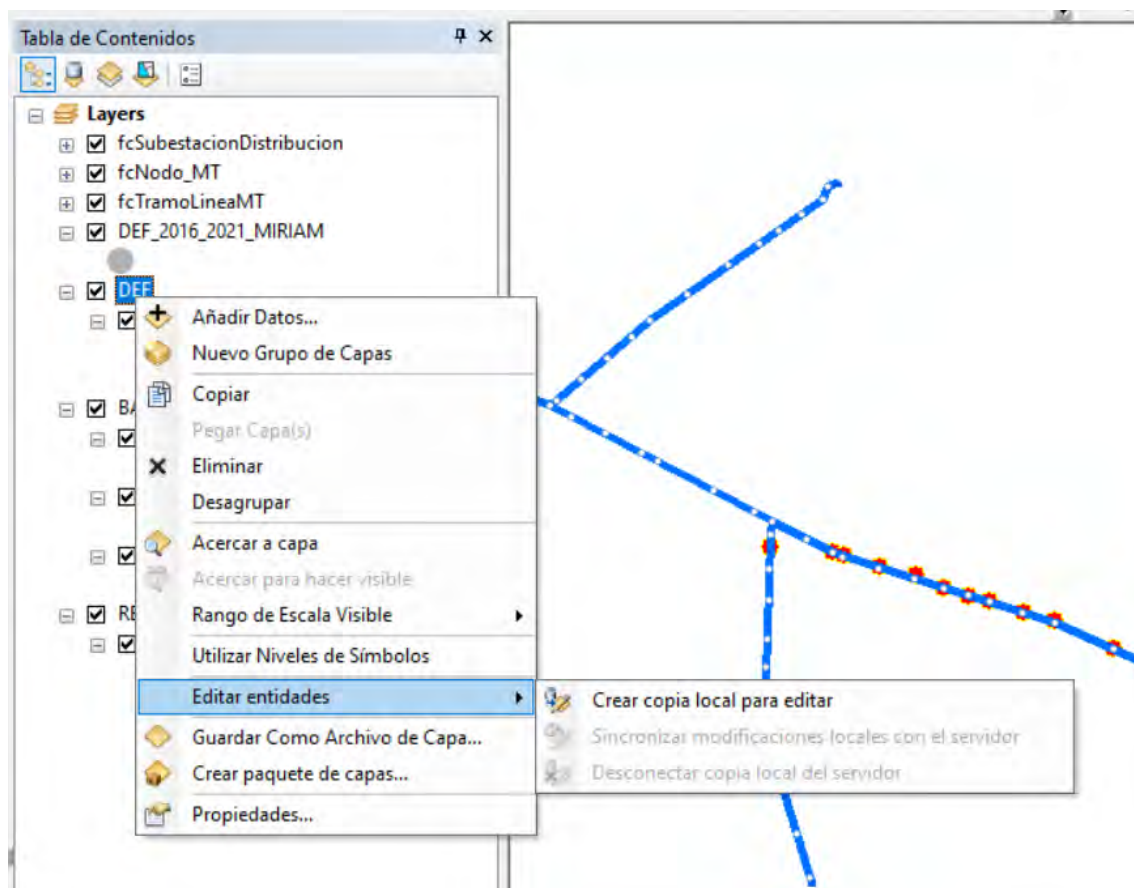 Tabla de Contenidos
Layers
fcSubestacionDistribucion
fcNodo_MT
fcTramoLineaMT
DEF_2016_2021_MIRIAM
DEF
Añadir Datos...
Nuevo Grupo de Capas
BA
Copiar
Pegar Capa(s)
Eliminar
Desagrupar
Acercar a capa
Acercar para hacer visible
RE
Rango de Escala Visible
Utilizar Niveles de Símbolos
Editar entidades
Crear copia local para editar
Sincronizar modificaciones locales con el servidor
Desconectar copia local del servidor
Guardar Como Archivo de Capa...
Crear paquete de capas...
Propiedades...